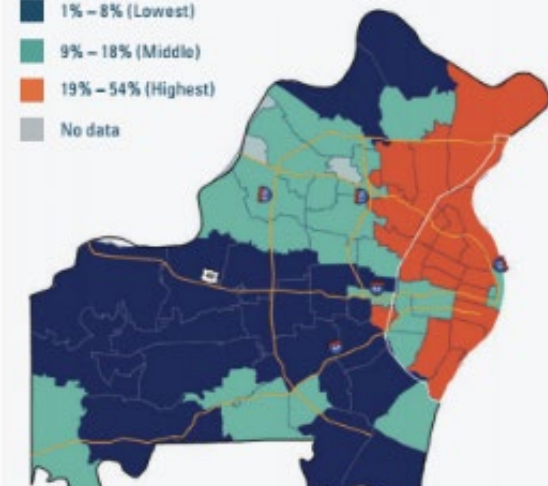 1% – 8% (Lowest)
9% – 18% (Middle)
19% – 54% (Highest)
No data